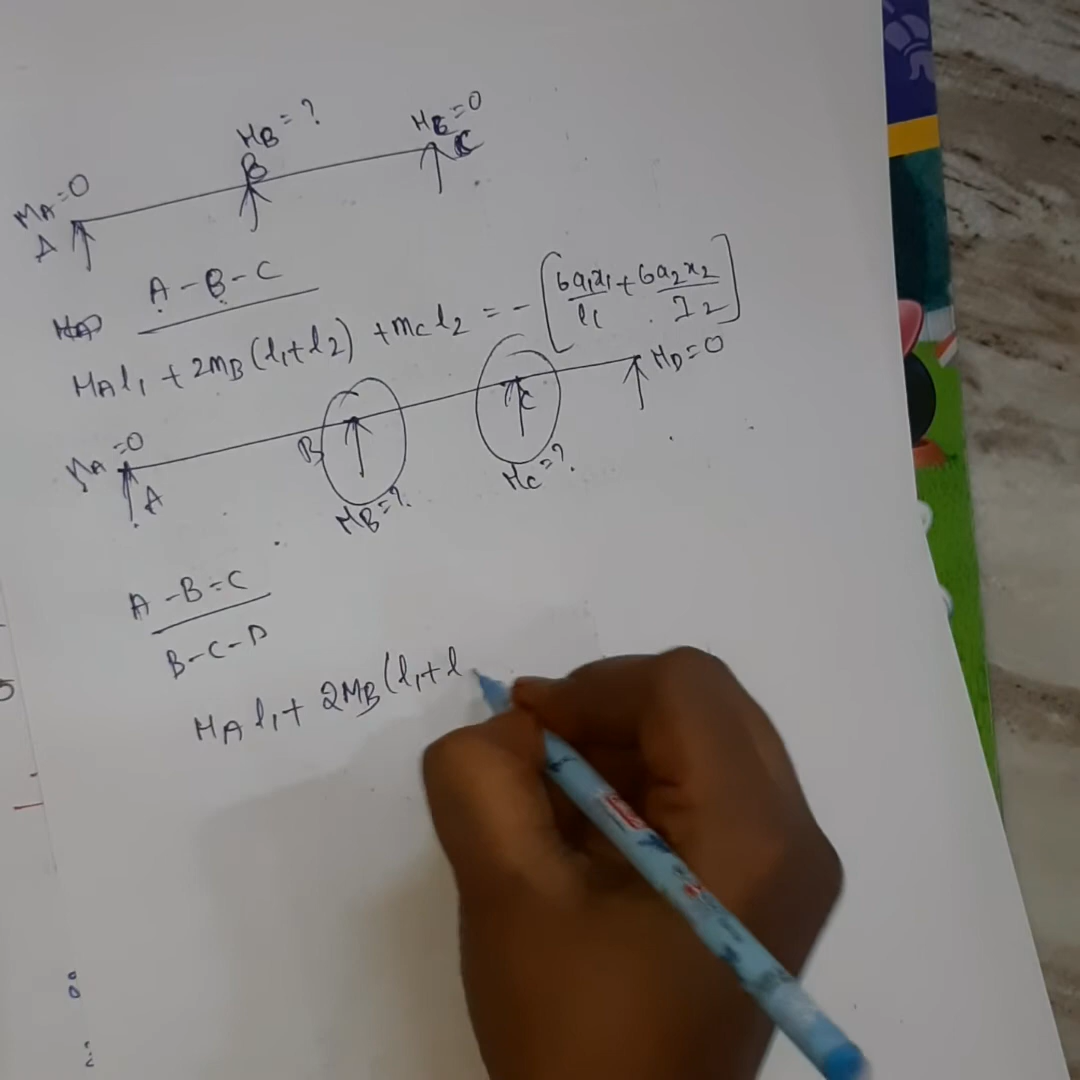 MB = ?
MC = 0
MA = 0
B
C
A
A - B - C
MA l1 + 2MB (l1 + l2) + mc l2 = - [ 6a1x1/l1 + 6a2x2/l2 ]
MD = 0
MA = 0
A
B
C
MB = ?
MC = ?
A - B - C
B - C - D
MA l1 + 2MB (l1 + l